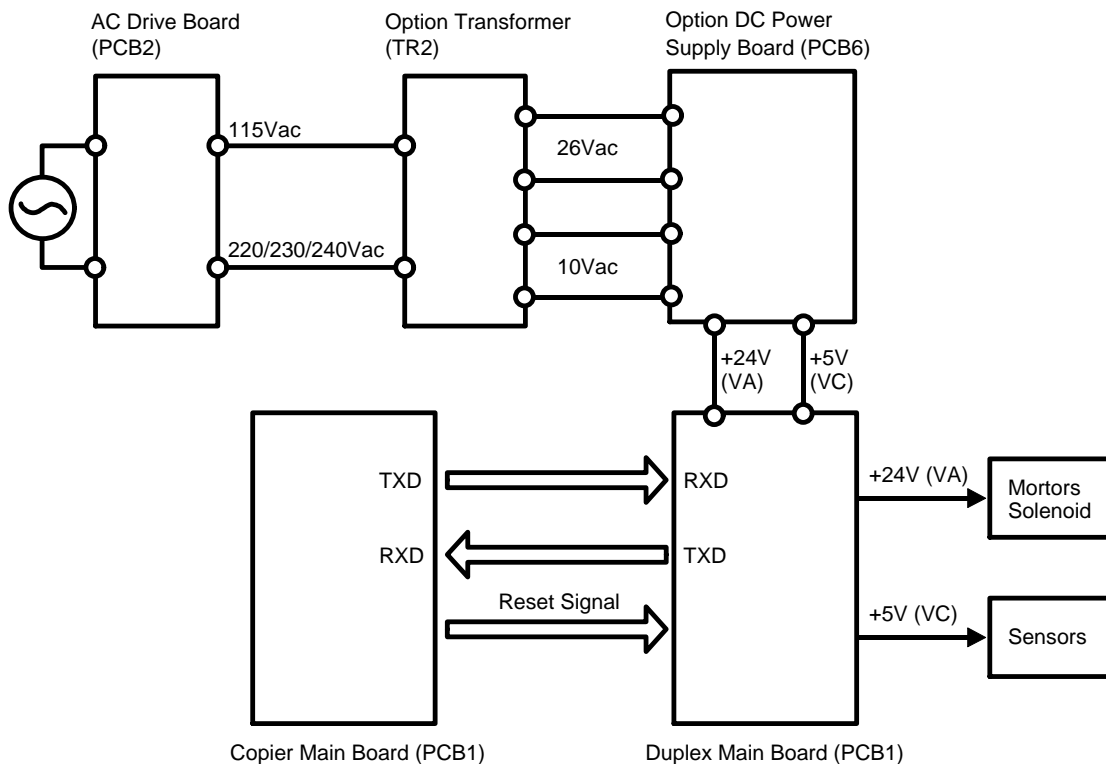 AC Drive Board
(PCB2)
Option Transformer
(TR2)
Option DC Power
Supply Board (PCB6)
115Vac
26Vac
220/230/240Vac
10Vac
+24V
(VA)
+5V
(VC)
TXD
RXD
+24V (VA)
Mortors
Solenoid
RXD
TXD
Reset Signal
+5V (VC)
Sensors
Copier Main Board (PCB1)
Duplex Main Board (PCB1)